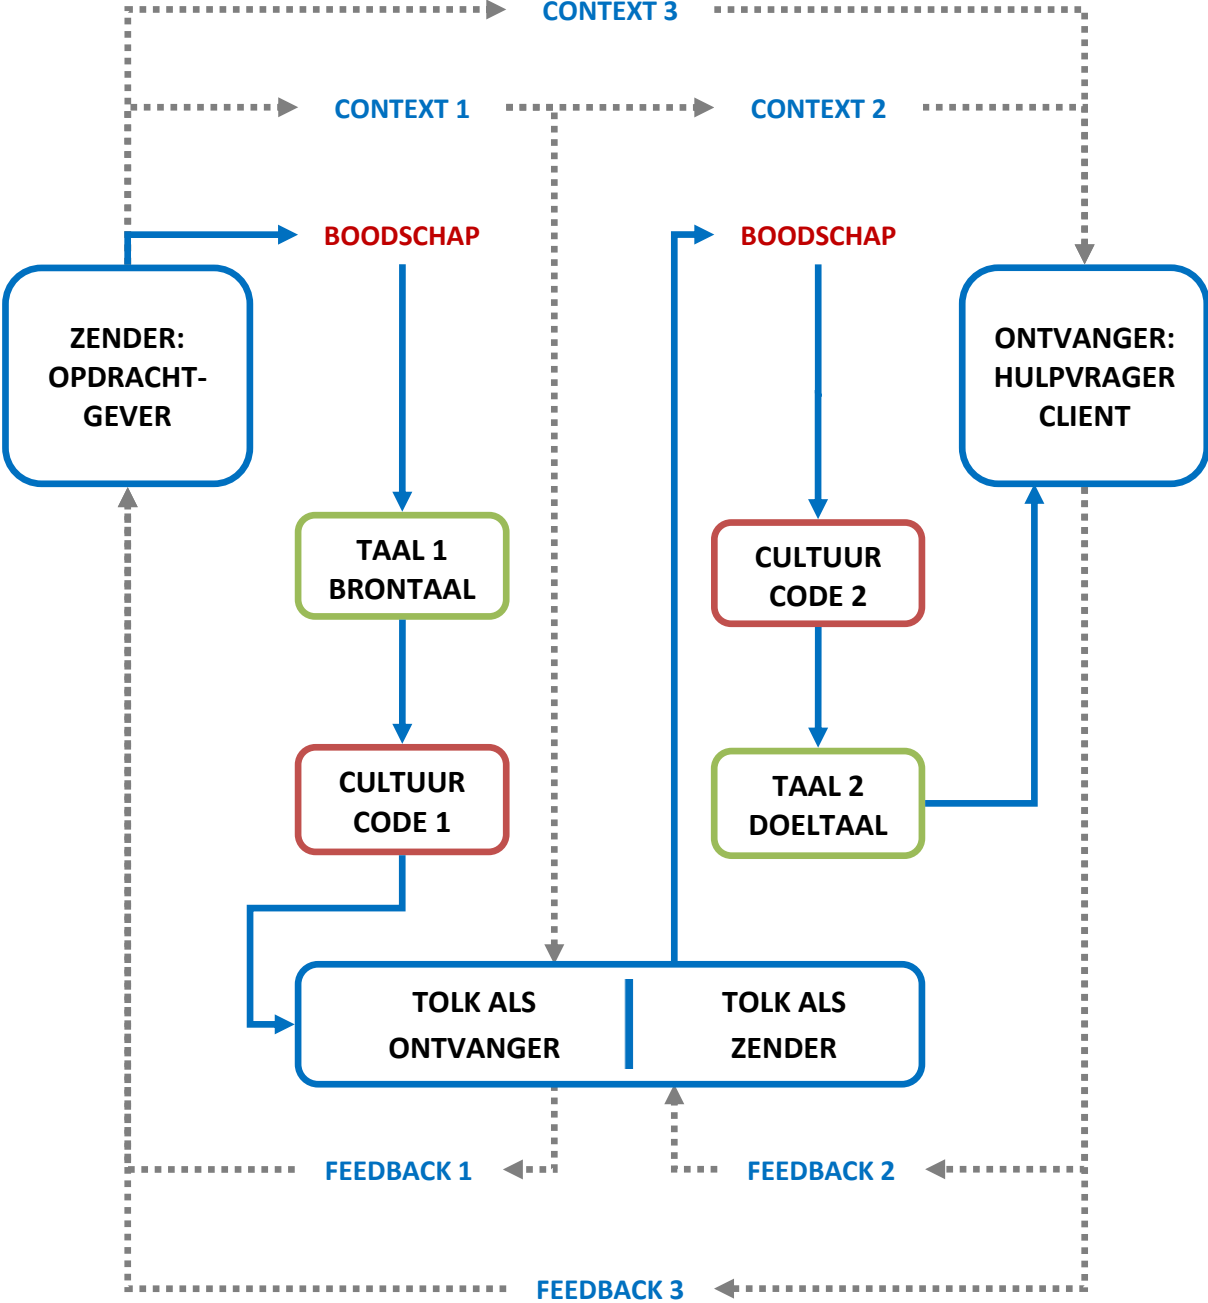 CONTEXT 3
CONTEXT 1
CONTEXT 2
BOODSCHAP
BOODSCHAP
ZENDER:
OPDRACHT-
GEVER
ONTVANGER:
HULPVRAGER
CLIENT
TAAL 1
BRONTAAL
CULTUUR
CODE 2
CULTUUR
CODE 1
TAAL 2
DOELTAAL
TOLK ALS
ONTVANGER
TOLK ALS
ZENDER
FEEDBACK 1
FEEDBACK 2
FEEDBACK 3